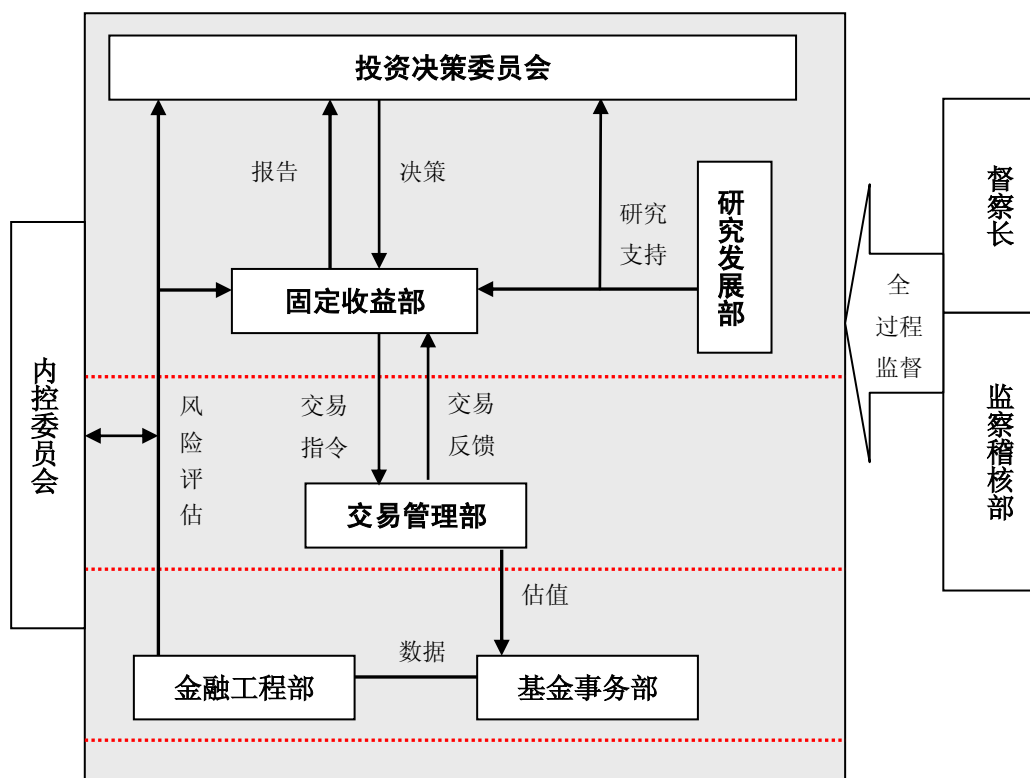 投资决策委员会
报告
决策
研究
支持
研究发展部
督察长
固定收益部
全
过程
监督
内控委员会
风险评估
交易
指令
交易
反馈
监察稽核部
交易管理部
估值
数据
金融工程部
基金事务部